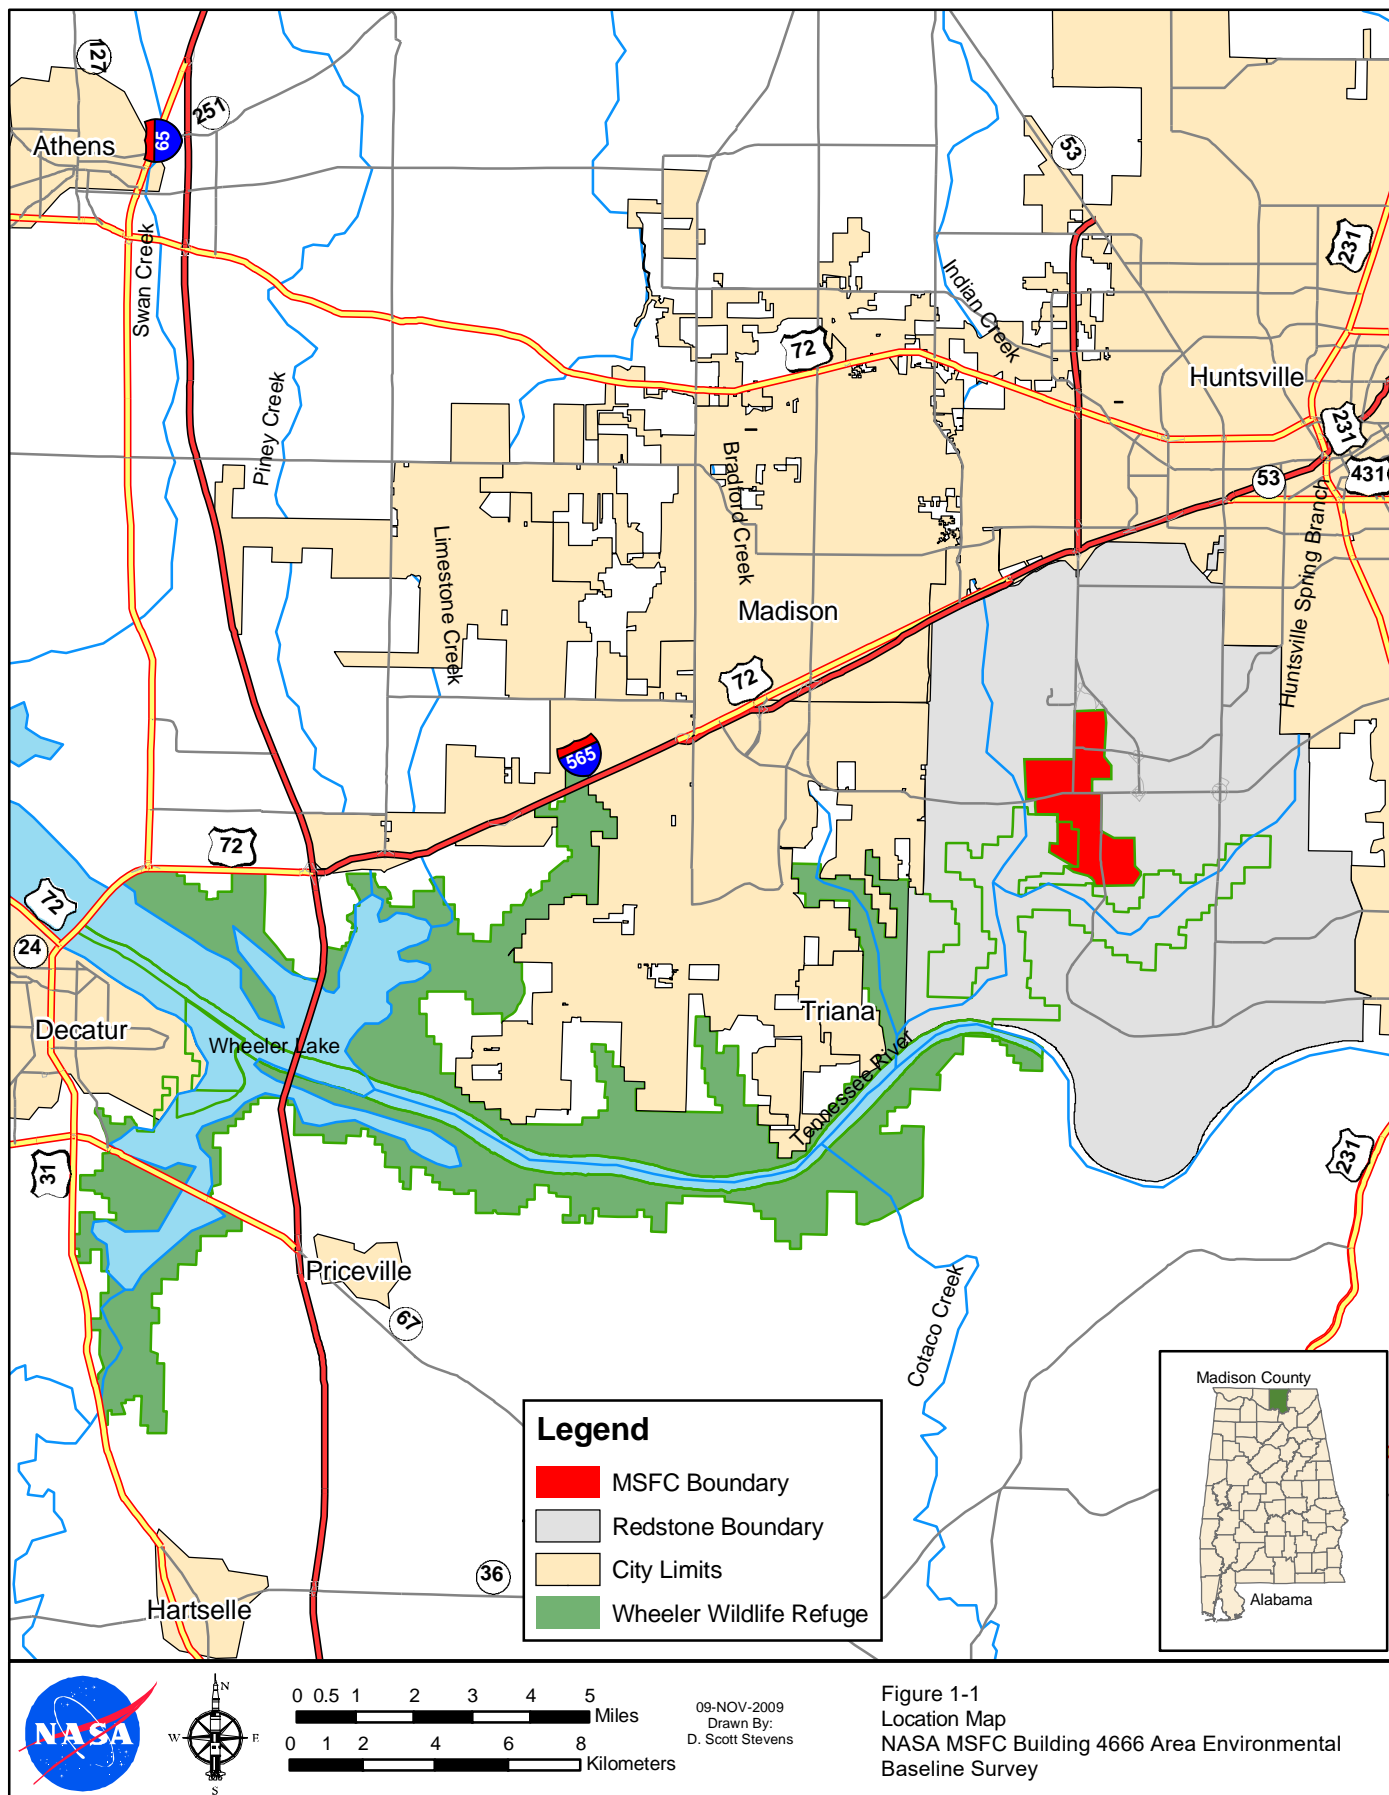 127
251
65
Athens
53
231
Swan Creek
Indian Creek
72
Huntsville
Piney Creek
231
Bradford Creek
53
431
Limestone Creek
Huntsville Spring Branch
Madison
72
565
72
72
24
Triana
Decatur
Wheeler Lake
Tennessee River
31
231
Priceville
67
Cotaco Creek
Madison County
Alabama
Legend
MSFC Boundary
Redstone Boundary
City Limits
Wheeler Wildlife Refuge
36
Hartselle
NASA
N
W E
S
0 0.5 1 2 3 4 5
Miles
0 1 2 4 6 8
Kilometers
09-NOV-2009
Drawn By:
D. Scott Stevens
Figure 1-1
Location Map
NASA MSFC Building 4666 Area Environmental
Baseline Survey